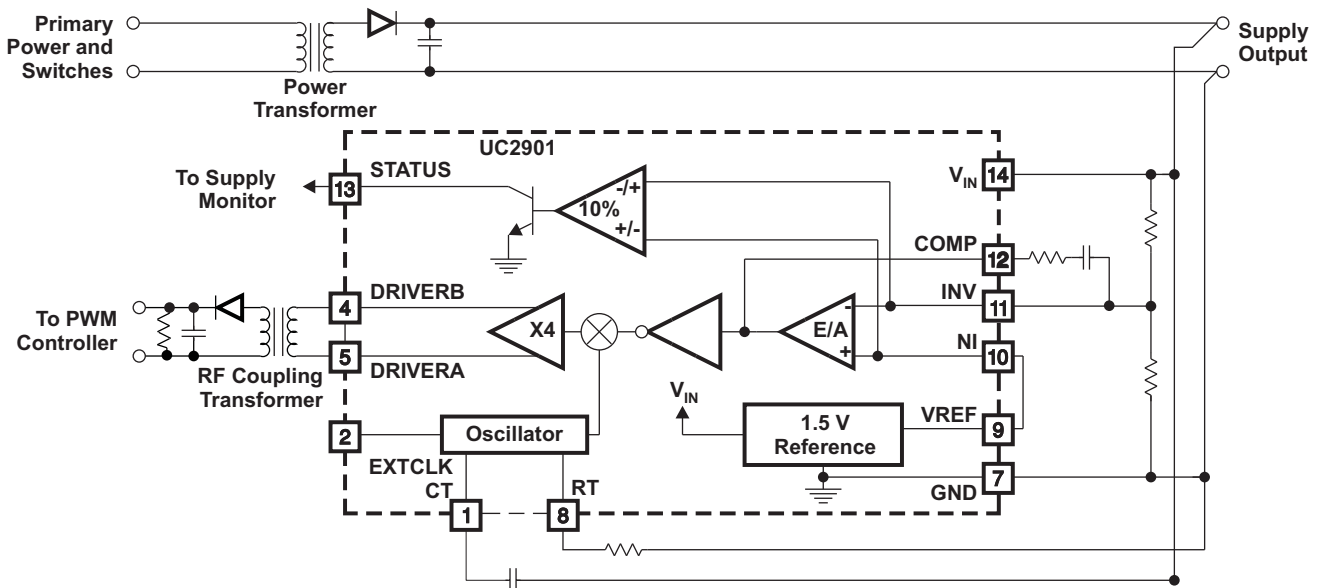 Primary
Power and
Switches
Power
Transformer
Supply
Output
UC2901
To Supply
Monitor
13
STATUS
-/+
10%
+/-
VIN
14
COMP
12
INV
11
NI
10
To PWM
Controller
RF Coupling
Transformer
4
DRIVERB
5
DRIVERA
X4
-
E/A
+
VIN
1.5 V
Reference
VREF
9
7
GND
2
EXTCLK
Oscillator
CT
1
RT
8